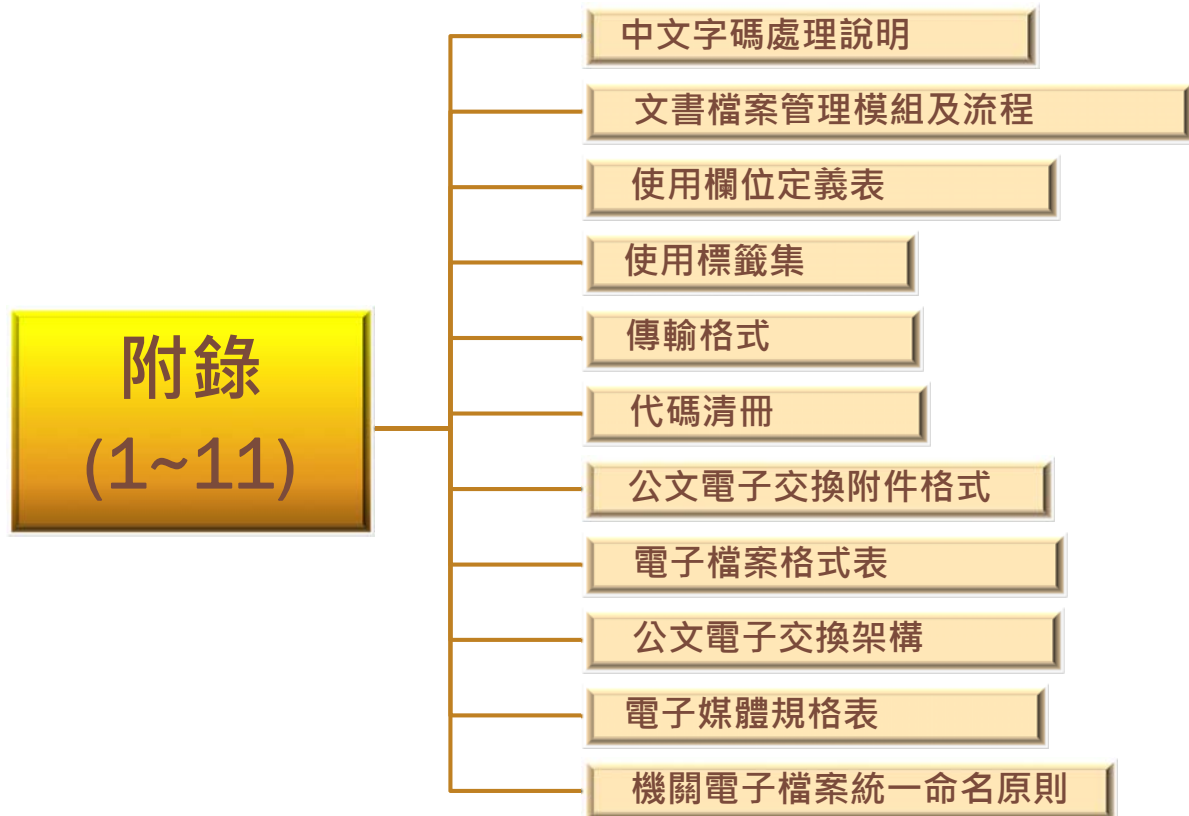 附錄
(1~11)
中文字碼處理說明
文書檔案管理模組及流程
使用欄位定義表
使用標籤集
傳輸格式
代碼清冊
公文電子交換附件格式
電子檔案格式表
公文電子交換架構
電子媒體規格表
機關電子檔案統一命名原則